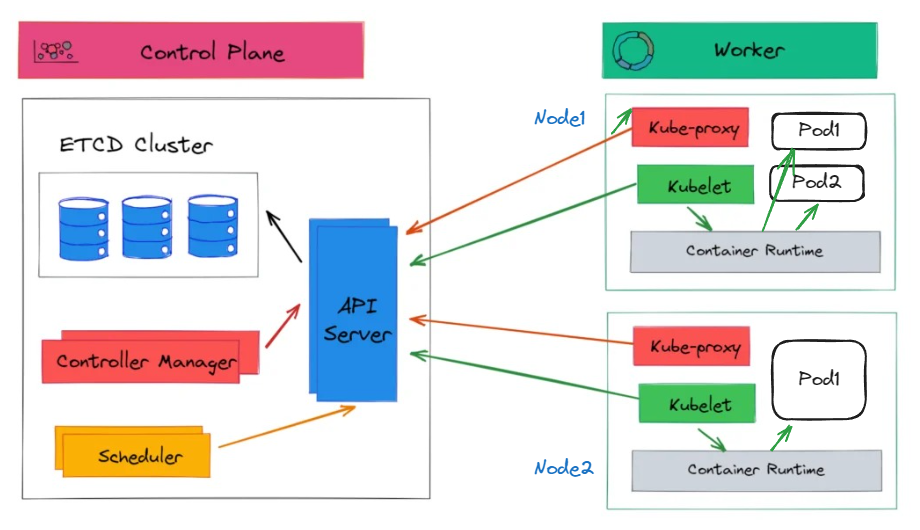 Control Plane
Worker
ETCD Cluster
API
Server
Controller Manager
Scheduler
Node1
Kube-proxy
Pod1
Kubelet
Pod2
Container Runtime
Kube-proxy
Pod1
Kubelet
Node2
Container Runtime